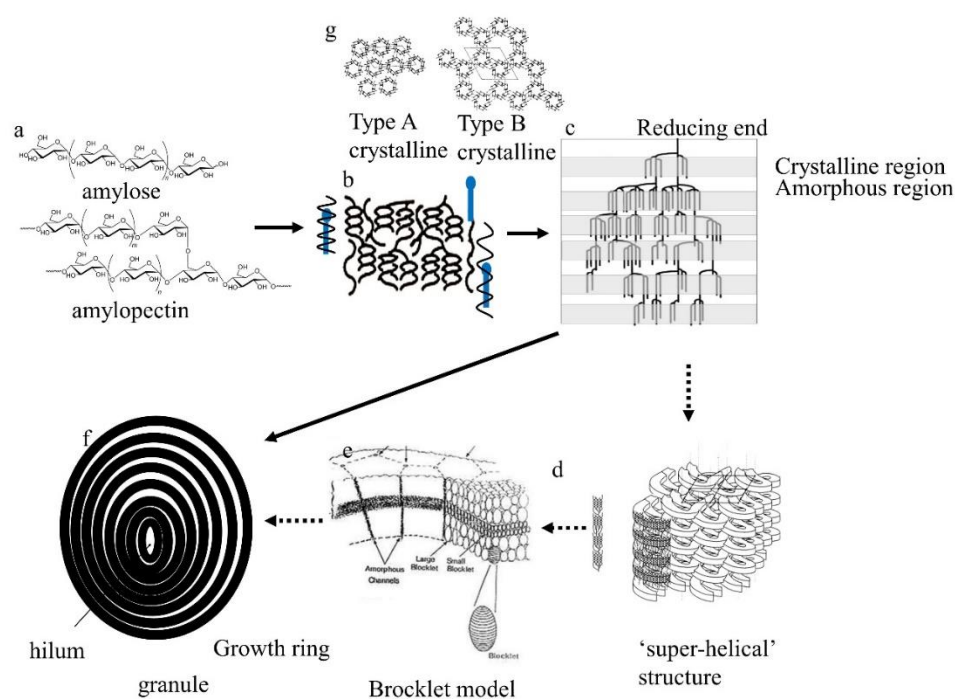 g
Type A
crystalline
Type B
crystalline
a
amylose
amylopectin
b
c
Reducing end
Crystalline region
Amorphous region
f
hilum
Growth ring
granule
e
Amorphous
Channels
Large
Blocklet
Small
Blocklet
Blocklet
Brocklet model
d
‘super-helical’
structure